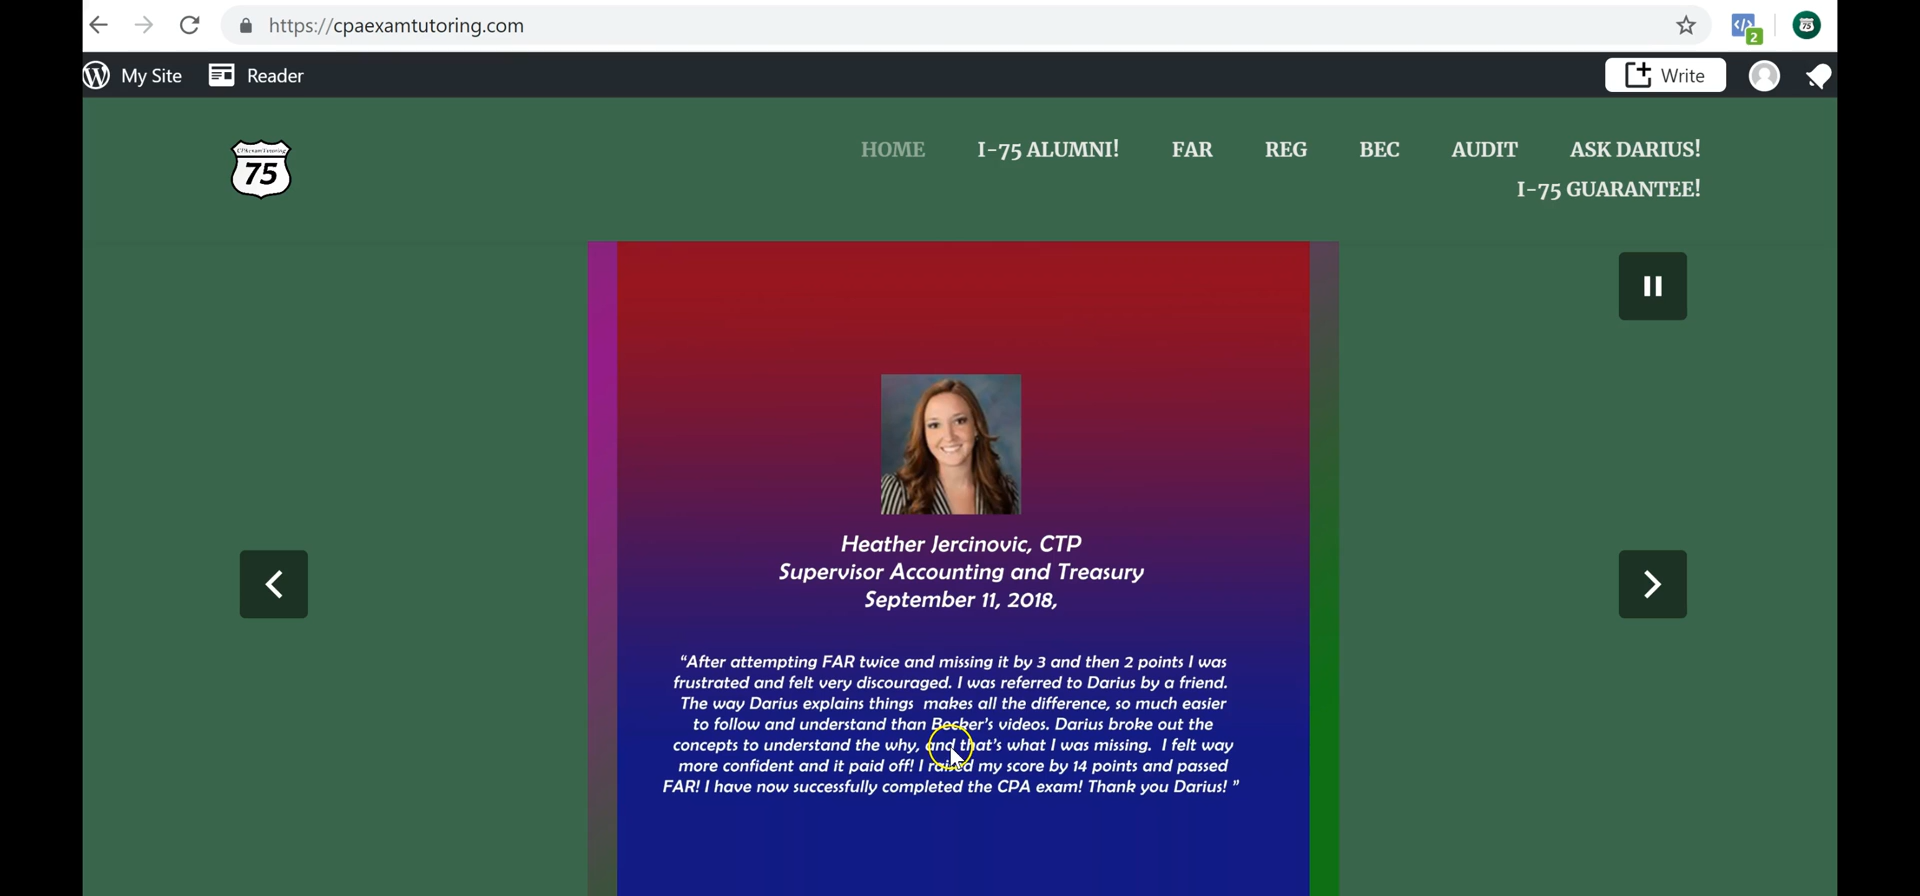 https://cpaexamtutoring.com
2
75
My Site
Reader
Write
CPAexamTutoring
75
HOME
I-75 ALUMNI!
FAR
REG
BEC
AUDIT
ASK DARIUS!
I-75 GUARANTEE!
Heather Jercinovic, CTP
Supervisor Accounting and Treasury
September 11, 2018,
“After attempting FAR twice and missing it by 3 and then 2 points I was
frustrated and felt very discouraged. I was referred to Darius by a friend.
The way Darius explains things makes all the difference, so much easier
to follow and understand than Becker's videos. Darius broke out the
concepts to understand the why, and that's what I was missing. I felt way
more confident and it paid off! I raised my score by 14 points and passed
FAR! I have now successfully completed the CPA exam! Thank you Darius! ”